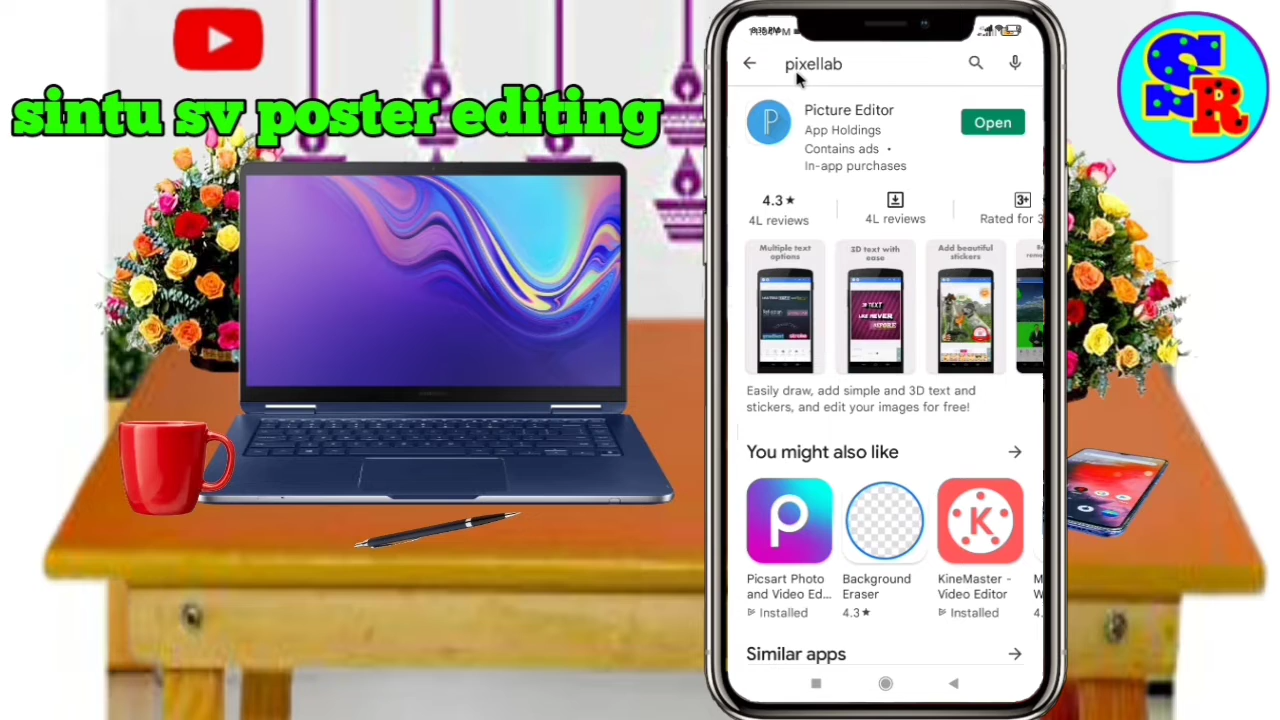 sintu sv poster editing
SNR
pixellab
Picture Editor
App Holdings
Contains ads •
In-app purchases
Open
4.3★
4L reviews
4L reviews
3+
Rated for 3
Multiple text
options
3D text with
ease
Add beautiful
stickers
Easily draw, add simple and 3D text and
stickers, and edit your images for free!
You might also like
Picsart Photo
and Video Ed...
Installed
Background
Eraser
4.3★
KineMaster -
Video Editor
Installed
Similar apps